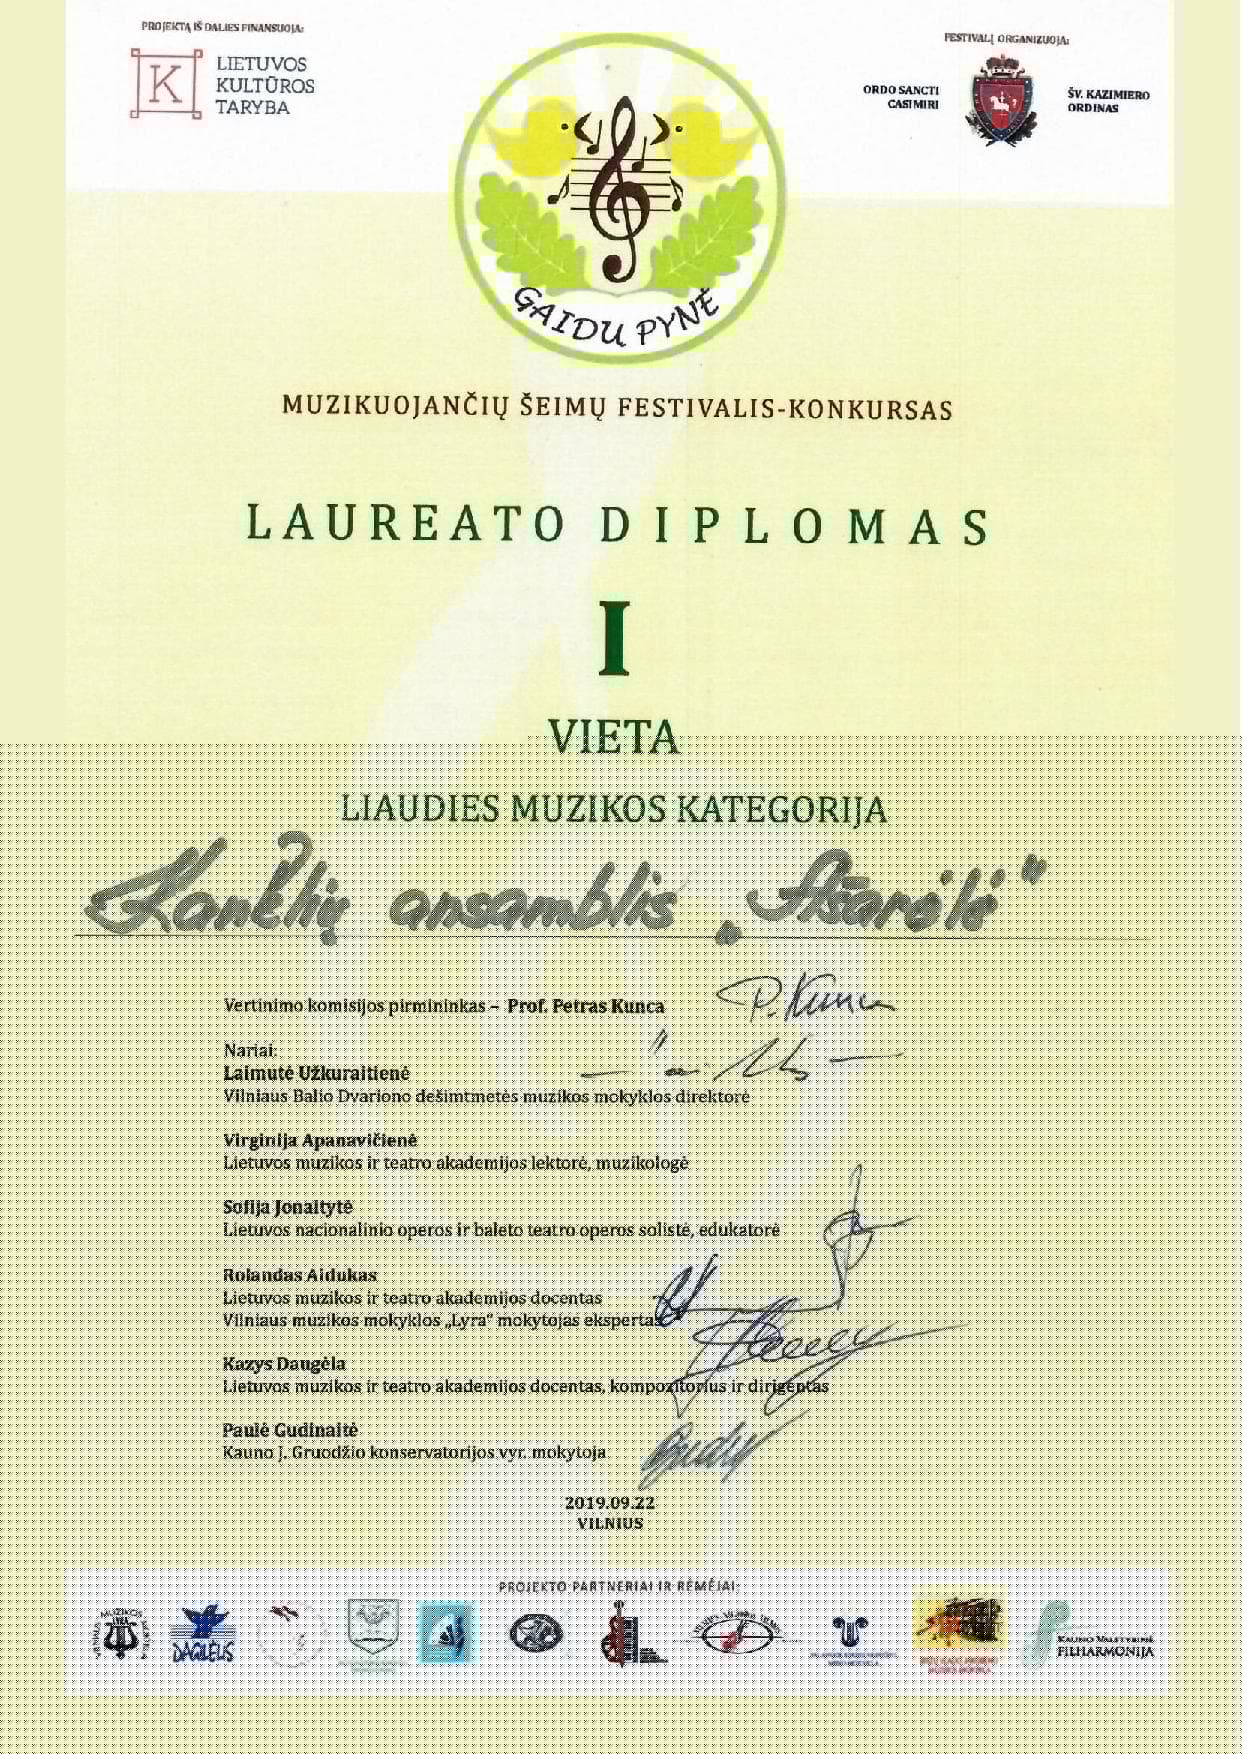 PROJEKTĄ IŠ DALIES FINANSUOJA:
LIETUVOS
KULTŪROS
TARYBA
FESTIVALĮ ORGANIZUOJA:
ORDO SANCTI
CASIMIRI
ŠV. KAZIMIERO
ORDINAS
GAIDŲ PYNĖ
MUZIKUOJANČIŲ ŠEIMŲ FESTIVALIS-KONKURSAS
LAUREATO DIPLOMAS
I
VIETA
LIAUDIES MUZIKOS KATEGORIJA
Kanklių ansamblis „Ašarėlė"
Vertinimo komisijos pirmininkas – Prof. Petras Kunca
P. Kunca
Nariai:
Laimutė Užkuraitienė
Vilniaus Balio Dvariono dešimtmetės muzikos mokyklos direktorė
Virginija Apanavičienė
Lietuvos muzikos ir teatro akademijos lektorė, muzikologė
Sofija Jonaitytė
Lietuvos nacionalinio operos ir baleto teatro operos solistė, edukatorė
Rolandas Aidukas
Lietuvos muzikos ir teatro akademijos docentas
Vilniaus muzikos mokyklos „Lyra" mokytojas ekspertas
Kazys Daugėla
Lietuvos muzikos ir teatro akademijos docentas, kompozitorius ir dirigentas
Paulė Gudinaitė
Kauno J. Gruodžio konservatorijos vyr. mokytoja
2019.09.22
VILNIUS
PROJEKTO PARTNERIAI IR RĖMĖJAI:
DAGILĖLIS
KAUNO VALSTYBINĖ
FILHARMONIJA